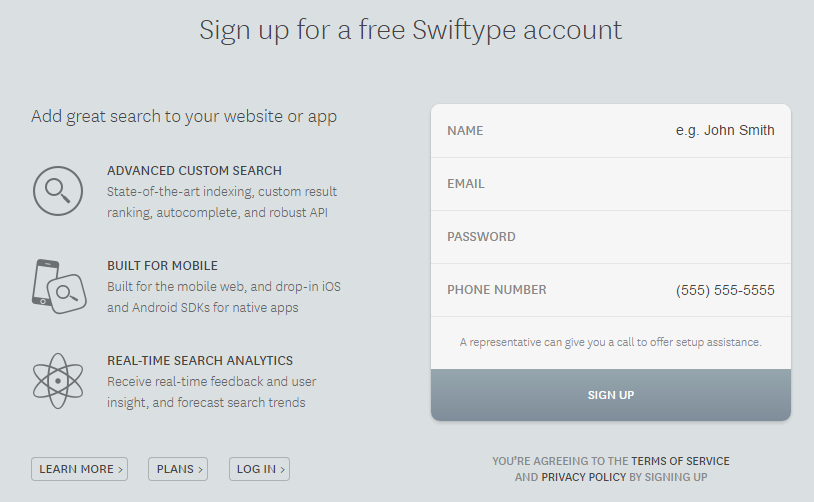 Sign up for a free Swiftype account
Add great search to your website or app
ADVANCED CUSTOM SEARCH
State-of-the-art indexing, custom result
ranking, autocomplete, and robust API
BUILT FOR MOBILE
Built for the mobile web, and drop-in iOS
and Android SDKs for native apps
REAL-TIME SEARCH ANALYTICS
Receive real-time feedback and user
insight, and forecast search trends
LEARN MORE > PLANS > LOG IN >
NAME e.g. John Smith
EMAIL
PASSWORD
PHONE NUMBER (555) 555-5555
A representative can give you a call to offer setup assistance.
SIGN UP
YOU'RE AGREEING TO THE TERMS OF SERVICE
AND PRIVACY POLICY BY SIGNING UP